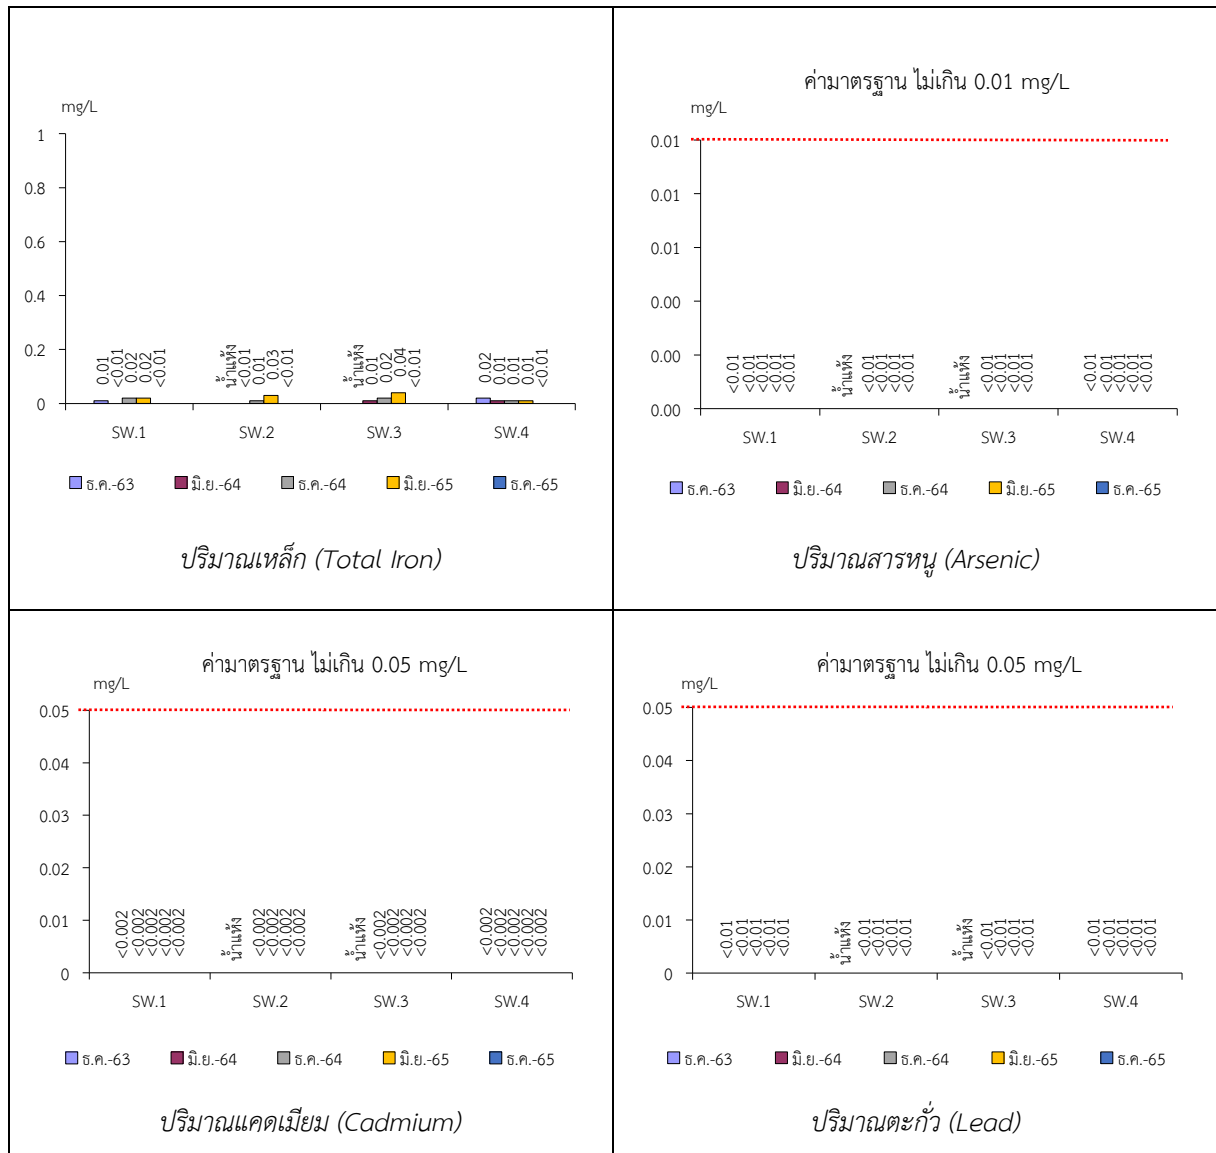 mg/L
1
0.8
0.6
0.4
0.2
0
0.01 <0.01 0.02 0.02 <0.01
น้ำแห้ง <0.01 0.01 0.03 <0.01
น้ำแห้ง 0.01 0.02 0.04 <0.01
0.02 0.01 0.01 0.01 <0.01
SW.1 SW.2 SW.3 SW.4
ธ.ค.-63 มิ.ย.-64 ธ.ค.-64 มิ.ย.-65 ธ.ค.-65
ปริมาณเหล็ก (Total Iron)
ค่ามาตรฐาน ไม่เกิน 0.01 mg/L
mg/L
0.01
0.01
0.01
0.00
0.00
0.00
<0.01 <0.01 <0.01 <0.01 <0.01
น้ำแห้ง <0.01 <0.01 <0.01 <0.01
น้ำแห้ง <0.01 <0.01 <0.01 <0.01
<0.01 <0.01 <0.01 <0.01 <0.01
SW.1 SW.2 SW.3 SW.4
ธ.ค.-63 มิ.ย.-64 ธ.ค.-64 มิ.ย.-65 ธ.ค.-65
ปริมาณสารหนู (Arsenic)
ค่ามาตรฐาน ไม่เกิน 0.05 mg/L
mg/L
0.05
0.04
0.03
0.02
0.01
0
<0.002 <0.002 <0.002 <0.002 <0.002
น้ำแห้ง <0.002 <0.002 <0.002 <0.002
น้ำแห้ง <0.002 <0.002 <0.002 <0.002
<0.002 <0.002 <0.002 <0.002 <0.002
SW.1 SW.2 SW.3 SW.4
ธ.ค.-63 มิ.ย.-64 ธ.ค.-64 มิ.ย.-65 ธ.ค.-65
ปริมาณแคดเมียม (Cadmium)
ค่ามาตรฐาน ไม่เกิน 0.05 mg/L
mg/L
0.05
0.04
0.03
0.02
0.01
0
<0.01 <0.01 <0.01 <0.01 <0.01
น้ำแห้ง <0.01 <0.01 <0.01 <0.01
น้ำแห้ง <0.01 <0.01 <0.01 <0.01
<0.01 <0.01 <0.01 <0.01 <0.01
SW.1 SW.2 SW.3 SW.4
ธ.ค.-63 มิ.ย.-64 ธ.ค.-64 มิ.ย.-65 ธ.ค.-65
ปริมาณตะกั่ว (Lead)